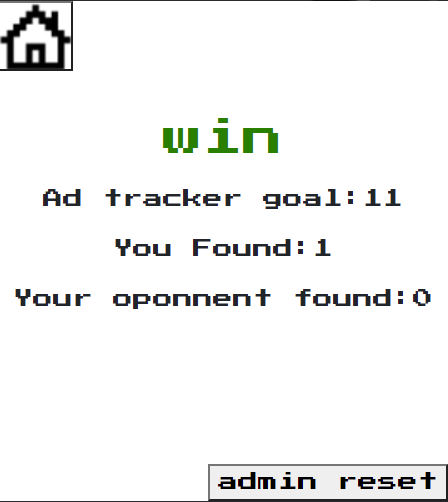 win
Ad tracker goal:11
You Found:1
Your oponnent found:0
admin reset